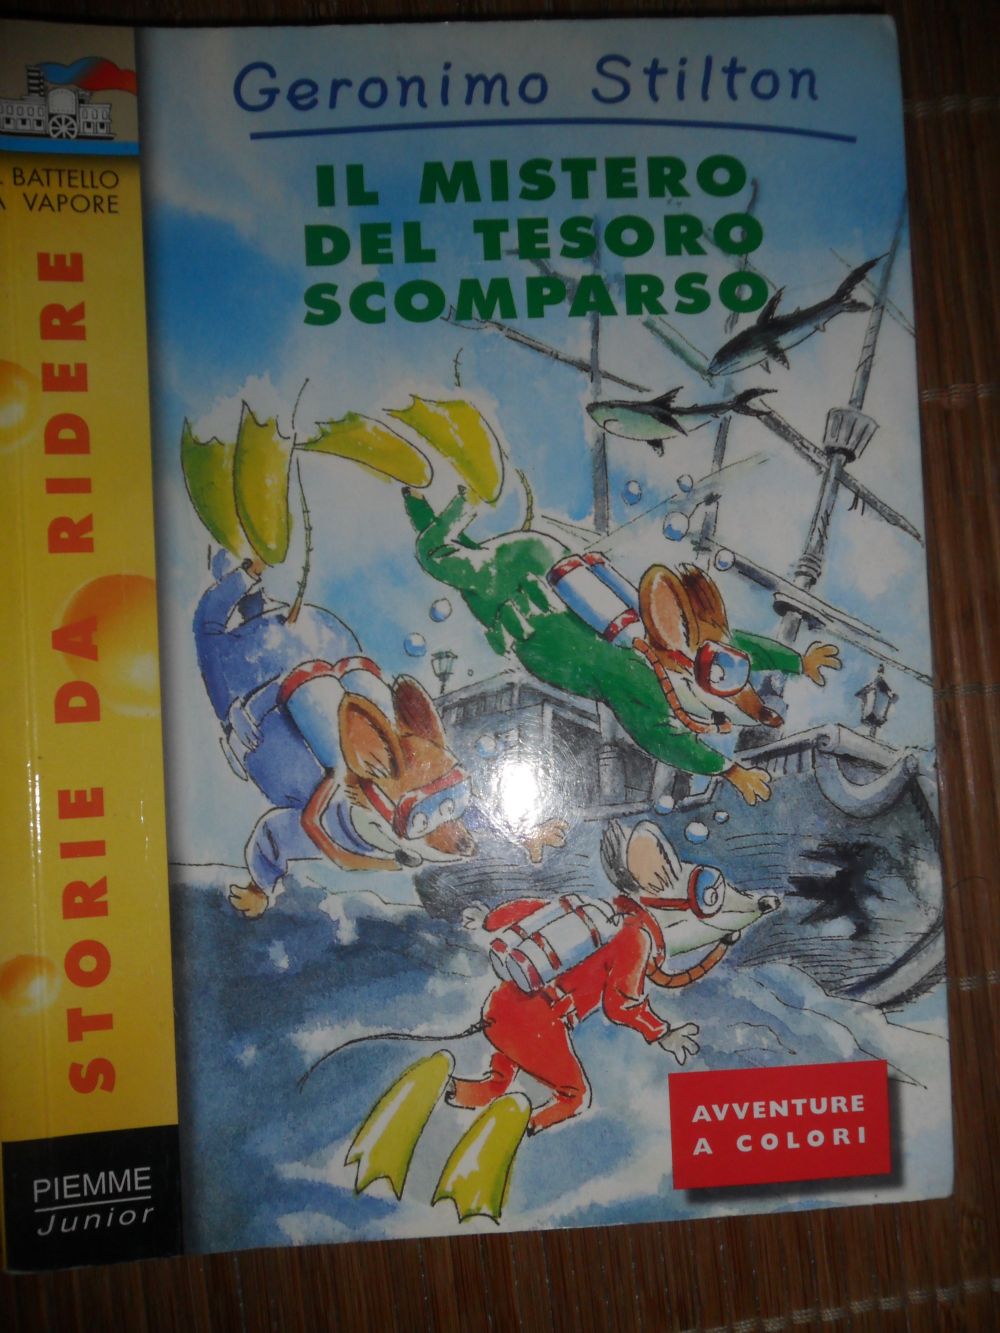 Geronimo Stilton
IL MISTERO
DEL TESORO
SCOMPARSO
BATTELLO
A VAPORE
STORIE DA RIDERE
AVVENTURE
A COLORI
PIEMME
Junior